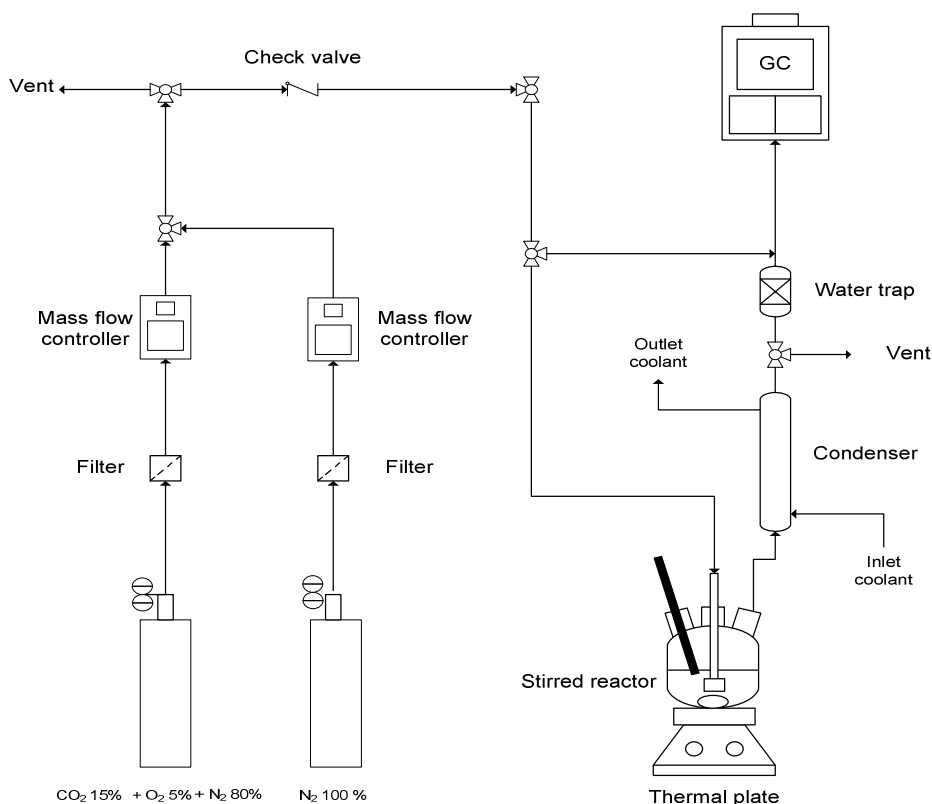 Check valve
Vent
GC
Mass flow
controller
Mass flow
controller
Water trap
Outlet
coolant
Vent
Filter
Filter
Condenser
Inlet
coolant
Stirred reactor
CO₂ 15% + O₂ 5% + N₂ 80%
N₂ 100 %
Thermal plate